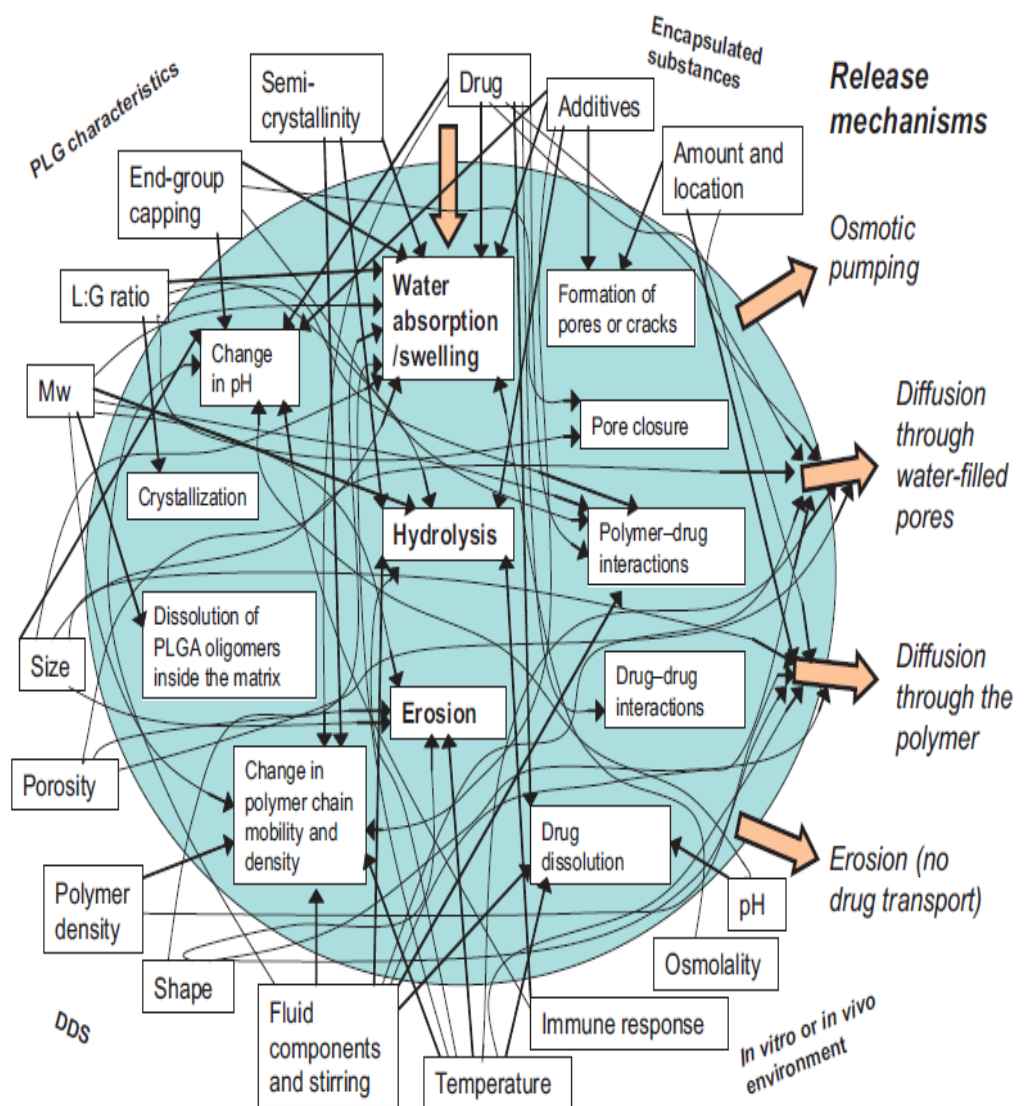 PLG characteristics
Semi-
crystallinity
Drug
Encapsulated
substances
Additives
Release
mechanisms
End-group
capping
Amount and
location
Osmotic
pumping
L:G ratio
Water
absorption
/swelling
Formation of
pores or cracks
Change
in pH
Mw
Pore closure
Diffusion
through
water-filled
pores
Crystallization
Hydrolysis
Polymer–drug
interactions
Dissolution of
PLGA oligomers
inside the matrix
Size
Drug–drug
interactions
Diffusion
through the
polymer
Erosion
Porosity
Change in
polymer chain
mobility and
density
Drug
dissolution
Erosion (no
drug transport)
Polymer
density
pH
Shape
Osmolality
DDS
Fluid
components
and stirring
Immune response
Temperature
In vitro or in vivo
environment